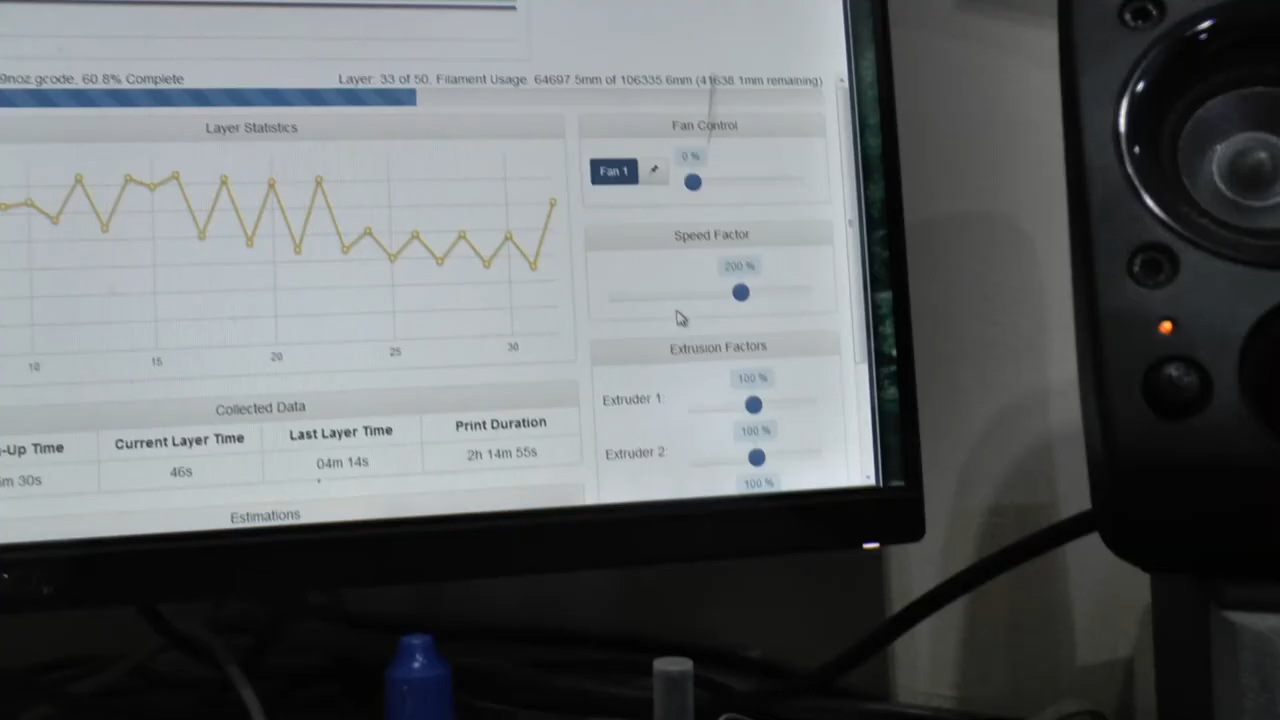 9noz.gcode, 60.8% Complete
Layer: 33 of 50, Filament Usage: 64697.5mm of 106335.6mm (41638.1mm remaining)
Layer Statistics
Fan Control
0 %
Fan 1
Speed Factor
200 %
10
15
20
25
30
Extrusion Factors
100 %
Extruder 1:
100 %
Extruder 2:
100 %
Collected Data
-Up Time
Current Layer Time
Last Layer Time
Print Duration
m 30s
46s
04m 14s
2h 14m 55s
Estimations